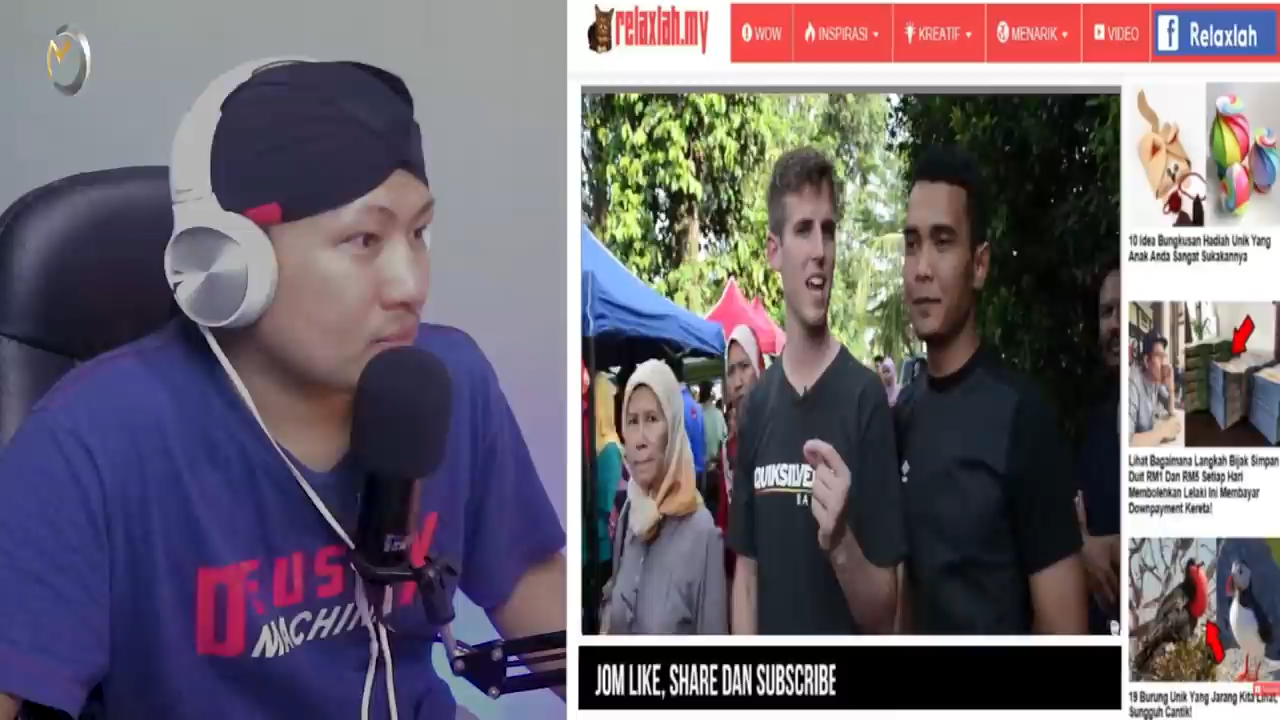 relaxlah.my
WOW
INSPIRASI
KREATIF
MENARIK
VIDEO
f Relaxlah
QUIKSILVER
BA
DEUS
MACHIN
JOM LIKE, SHARE DAN SUBSCRIBE
10 Idea Bungkusan Hadiah Unik Yang
Anak Anda Sangat Sukakannya
Lihat Bagaimana Langkah Bijak Simpan
Duit RM1 Dan RM5 Setiap Hari
Membolehkan Lelaki Ini Membayar
Downpayment Kereta!
19 Burung Unik Yang Jarang Kita Lihat,
Sungguh Cantik!